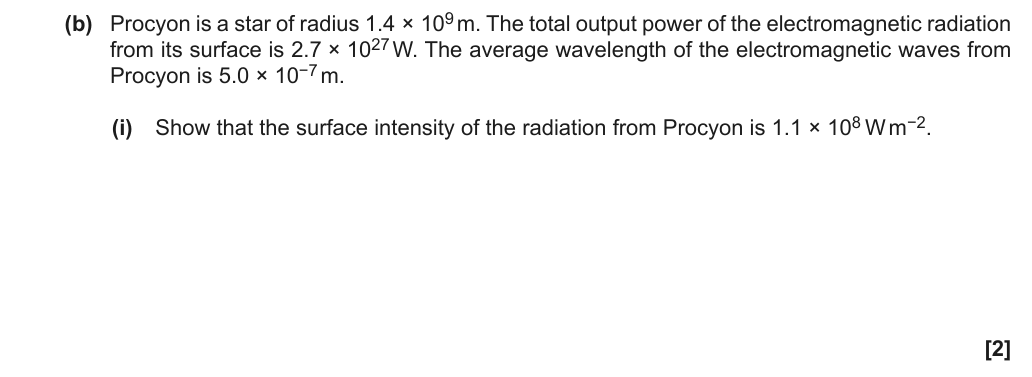 (b) Procyon is a star of radius 1.4 × 10⁹ m. The total output power of the electromagnetic radiation
from its surface is 2.7 × 10²⁷ W. The average wavelength of the electromagnetic waves from
Procyon is 5.0 × 10⁻⁷ m.
(i) Show that the surface intensity of the radiation from Procyon is 1.1 × 10⁸ W m⁻².
[2]